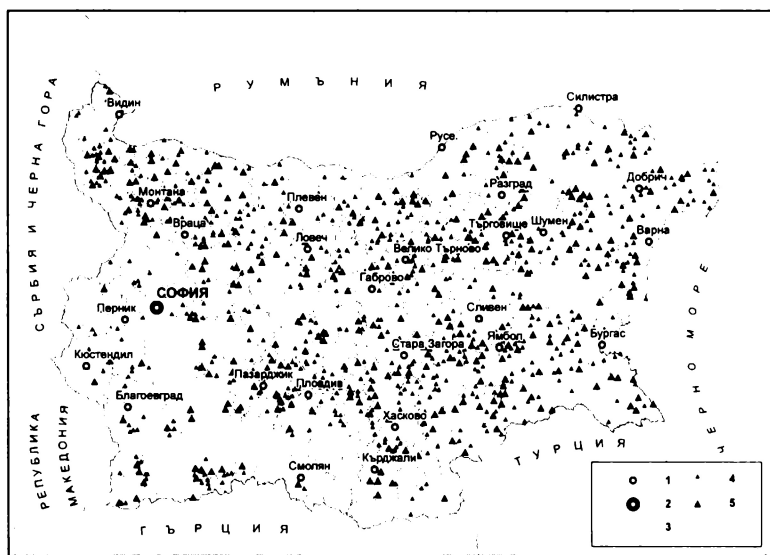 РУМЪНИЯ
СЪРБИЯ И ЧЕРНА ГОРА
Видин
Силистра
Русе
Монтана
Плевен
Разград
Добрич
Враца
Ловеч
Велико Търново
Търговище
Шумен
Варна
Габрово
СОФИЯ
Перник
Сливен
Ямбол
Бургас
Стара Загора
Кюстендил
Пазарджик
Пловдив
Благоевград
Хасково
Кърджали
Смолян
РЕПУБЛИКА
МАКЕДОНИЯ
ЧЕРНО МОРЕ
ТУРЦИЯ
ГЪРЦИЯ
1 4
2 5
3